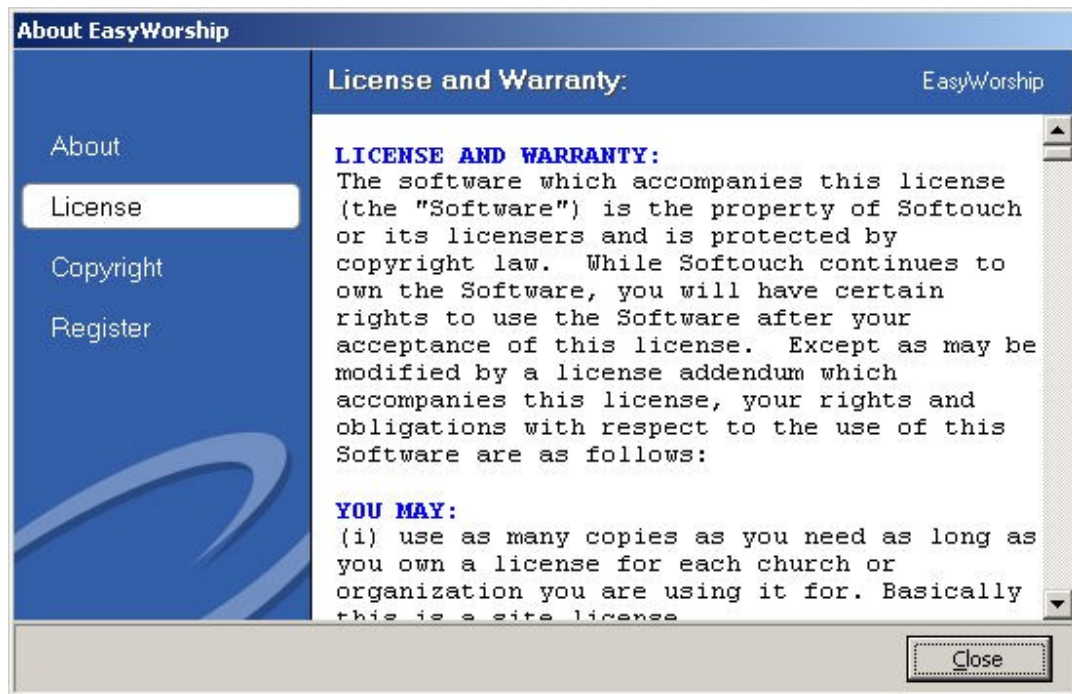 About EasyWorship
License and Warranty:
EasyWorship
About
License
Copyright
Register
LICENSE AND WARRANTY:
The software which accompanies this license
(the "Software") is the property of Softouch
or its licensers and is protected by
copyright law.  While Softouch continues to
own the Software, you will have certain
rights to use the Software after your
acceptance of this license.  Except as may be
modified by a license addendum which
accompanies this license, your rights and
obligations with respect to the use of this
Software are as follows:
YOU MAY:
(i) use as many copies as you need as long as
you own a license for each church or
organization you are using it for. Basically
this is a site license
Close